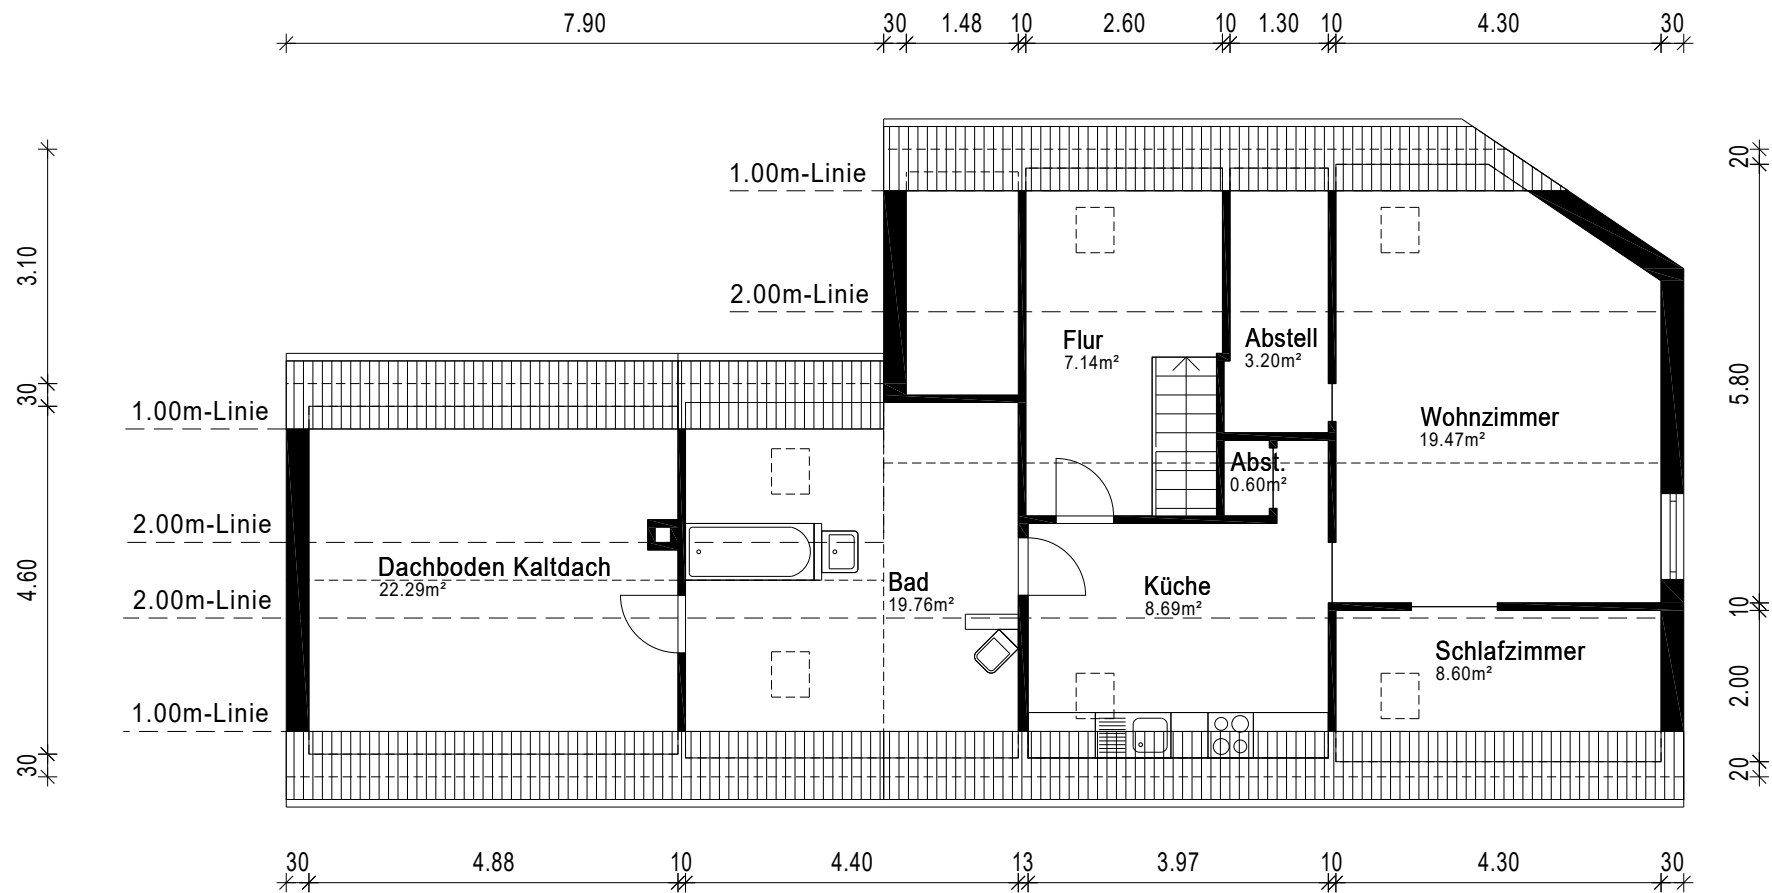 7.90
30
1.48
10
2.60
10
1.30
10
4.30
30
20
1.00m-Linie
3.10
2.00m-Linie
Flur
7.14m²
Abstell
3.20m²
5.80
30
1.00m-Linie
Wohnzimmer
19.47m²
Abst.
0.60m²
2.00m-Linie
Dachboden Kaltdach
22.29m²
4.60
Bad
19.76m²
Küche
8.69m²
2.00m-Linie
10
Schlafzimmer
8.60m²
2.00
1.00m-Linie
30
20
30
4.88
10
4.40
13
3.97
10
4.30
30